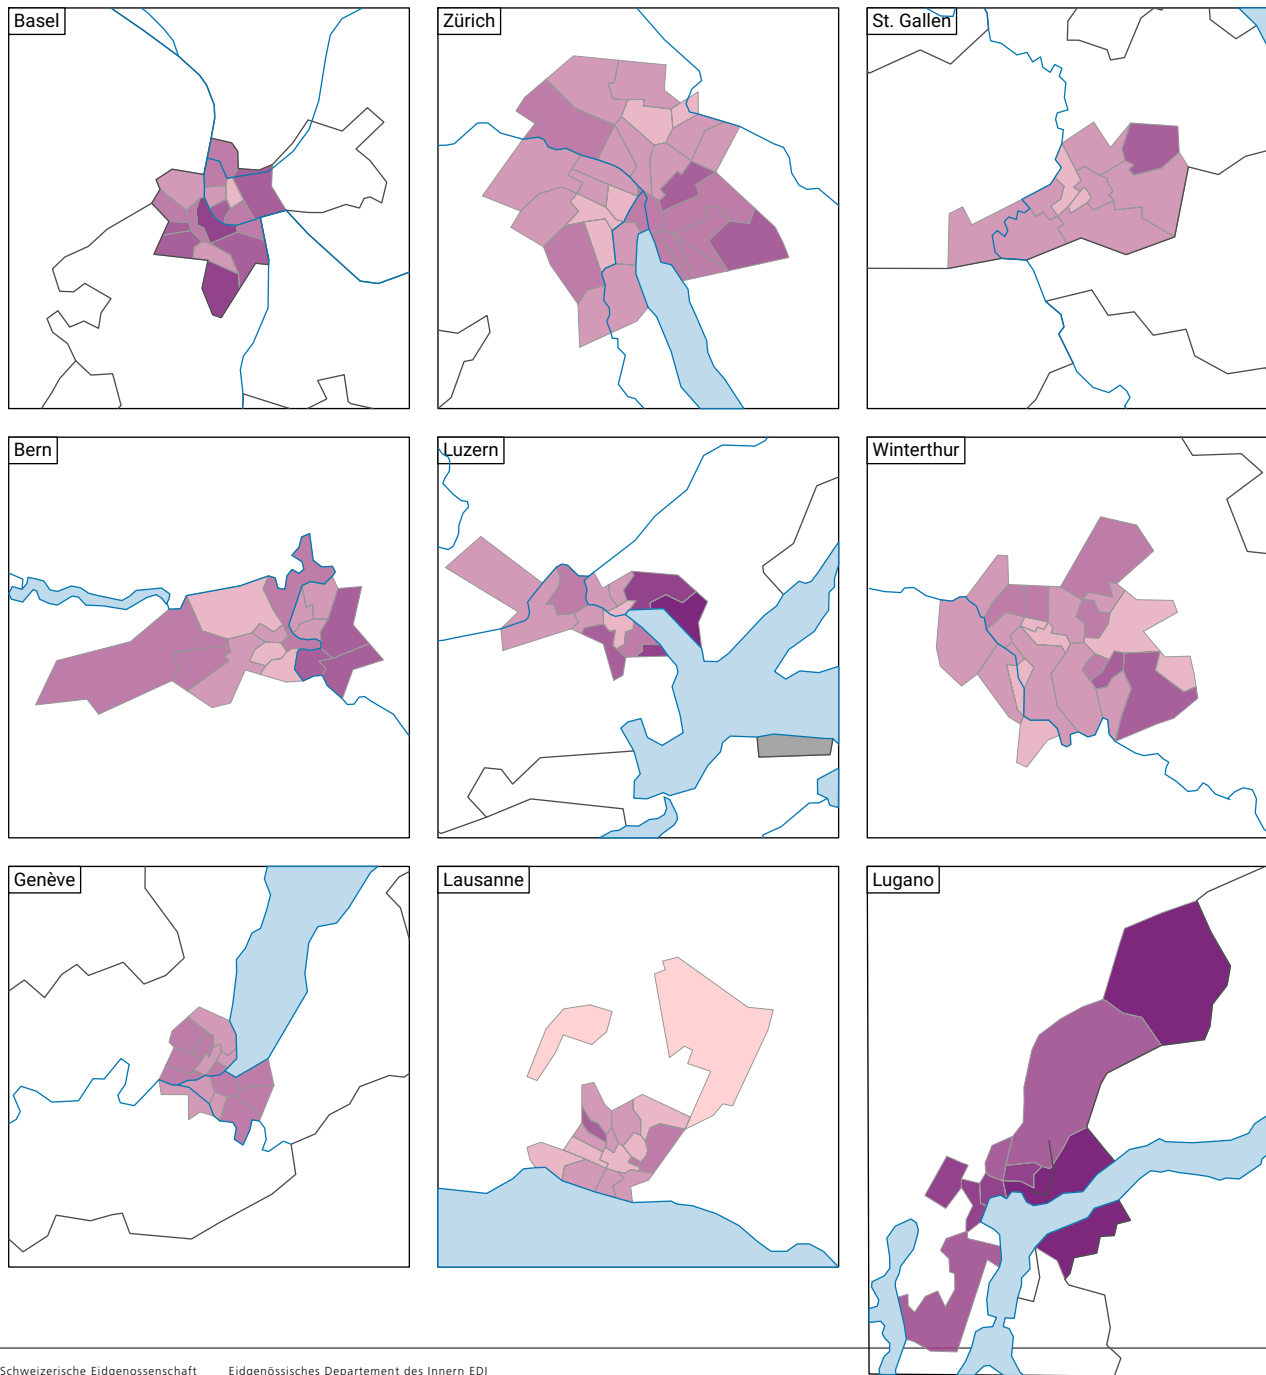 Basel
Zürich
St. Gallen
Bern
Luzern
Winterthur
Genève
Lausanne
Lugano
Schweizerische Eidgenossenschaft
Eidgenössisches Departement des Innern EDI